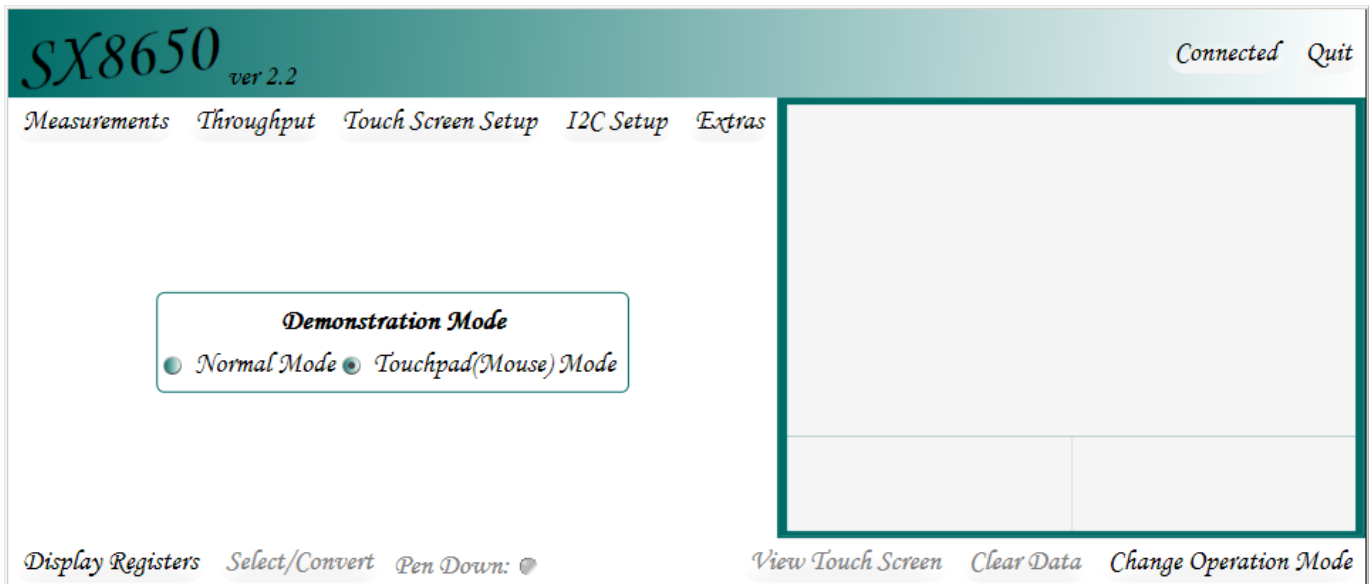 SX8650 ver 2.2
Connected Quit
Measurements Throughput Touch Screen Setup I2C Setup Extras
Demonstration Mode
Normal Mode Touchpad(Mouse) Mode
Display Registers Select/Convert Pen Down: View Touch Screen Clear Data Change Operation Mode